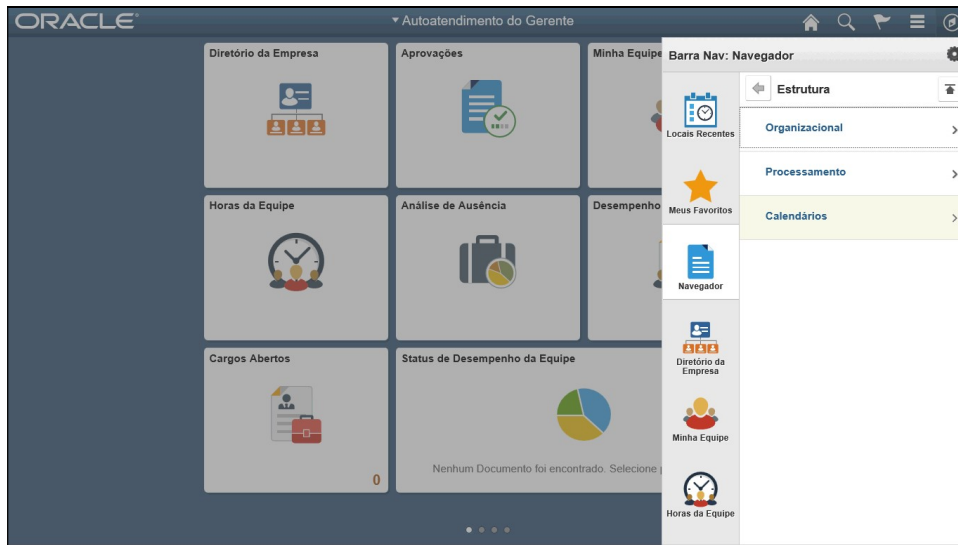 ORACLE
Autoatendimento do Gerente
Diretório da Empresa
Aprovações
Minha Equipe
Horas da Equipe
Análise de Ausência
Desempenho
Cargos Abertos
0
Status de Desempenho da Equipe
Nenhum Documento foi encontrado. Selecione
Barra Nav: Navegador
Locais Recentes
Meus Favoritos
Navegador
Diretório da
Empresa
Minha Equipe
Horas da Equipe
Estrutura
Organizacional
Processamento
Calendários